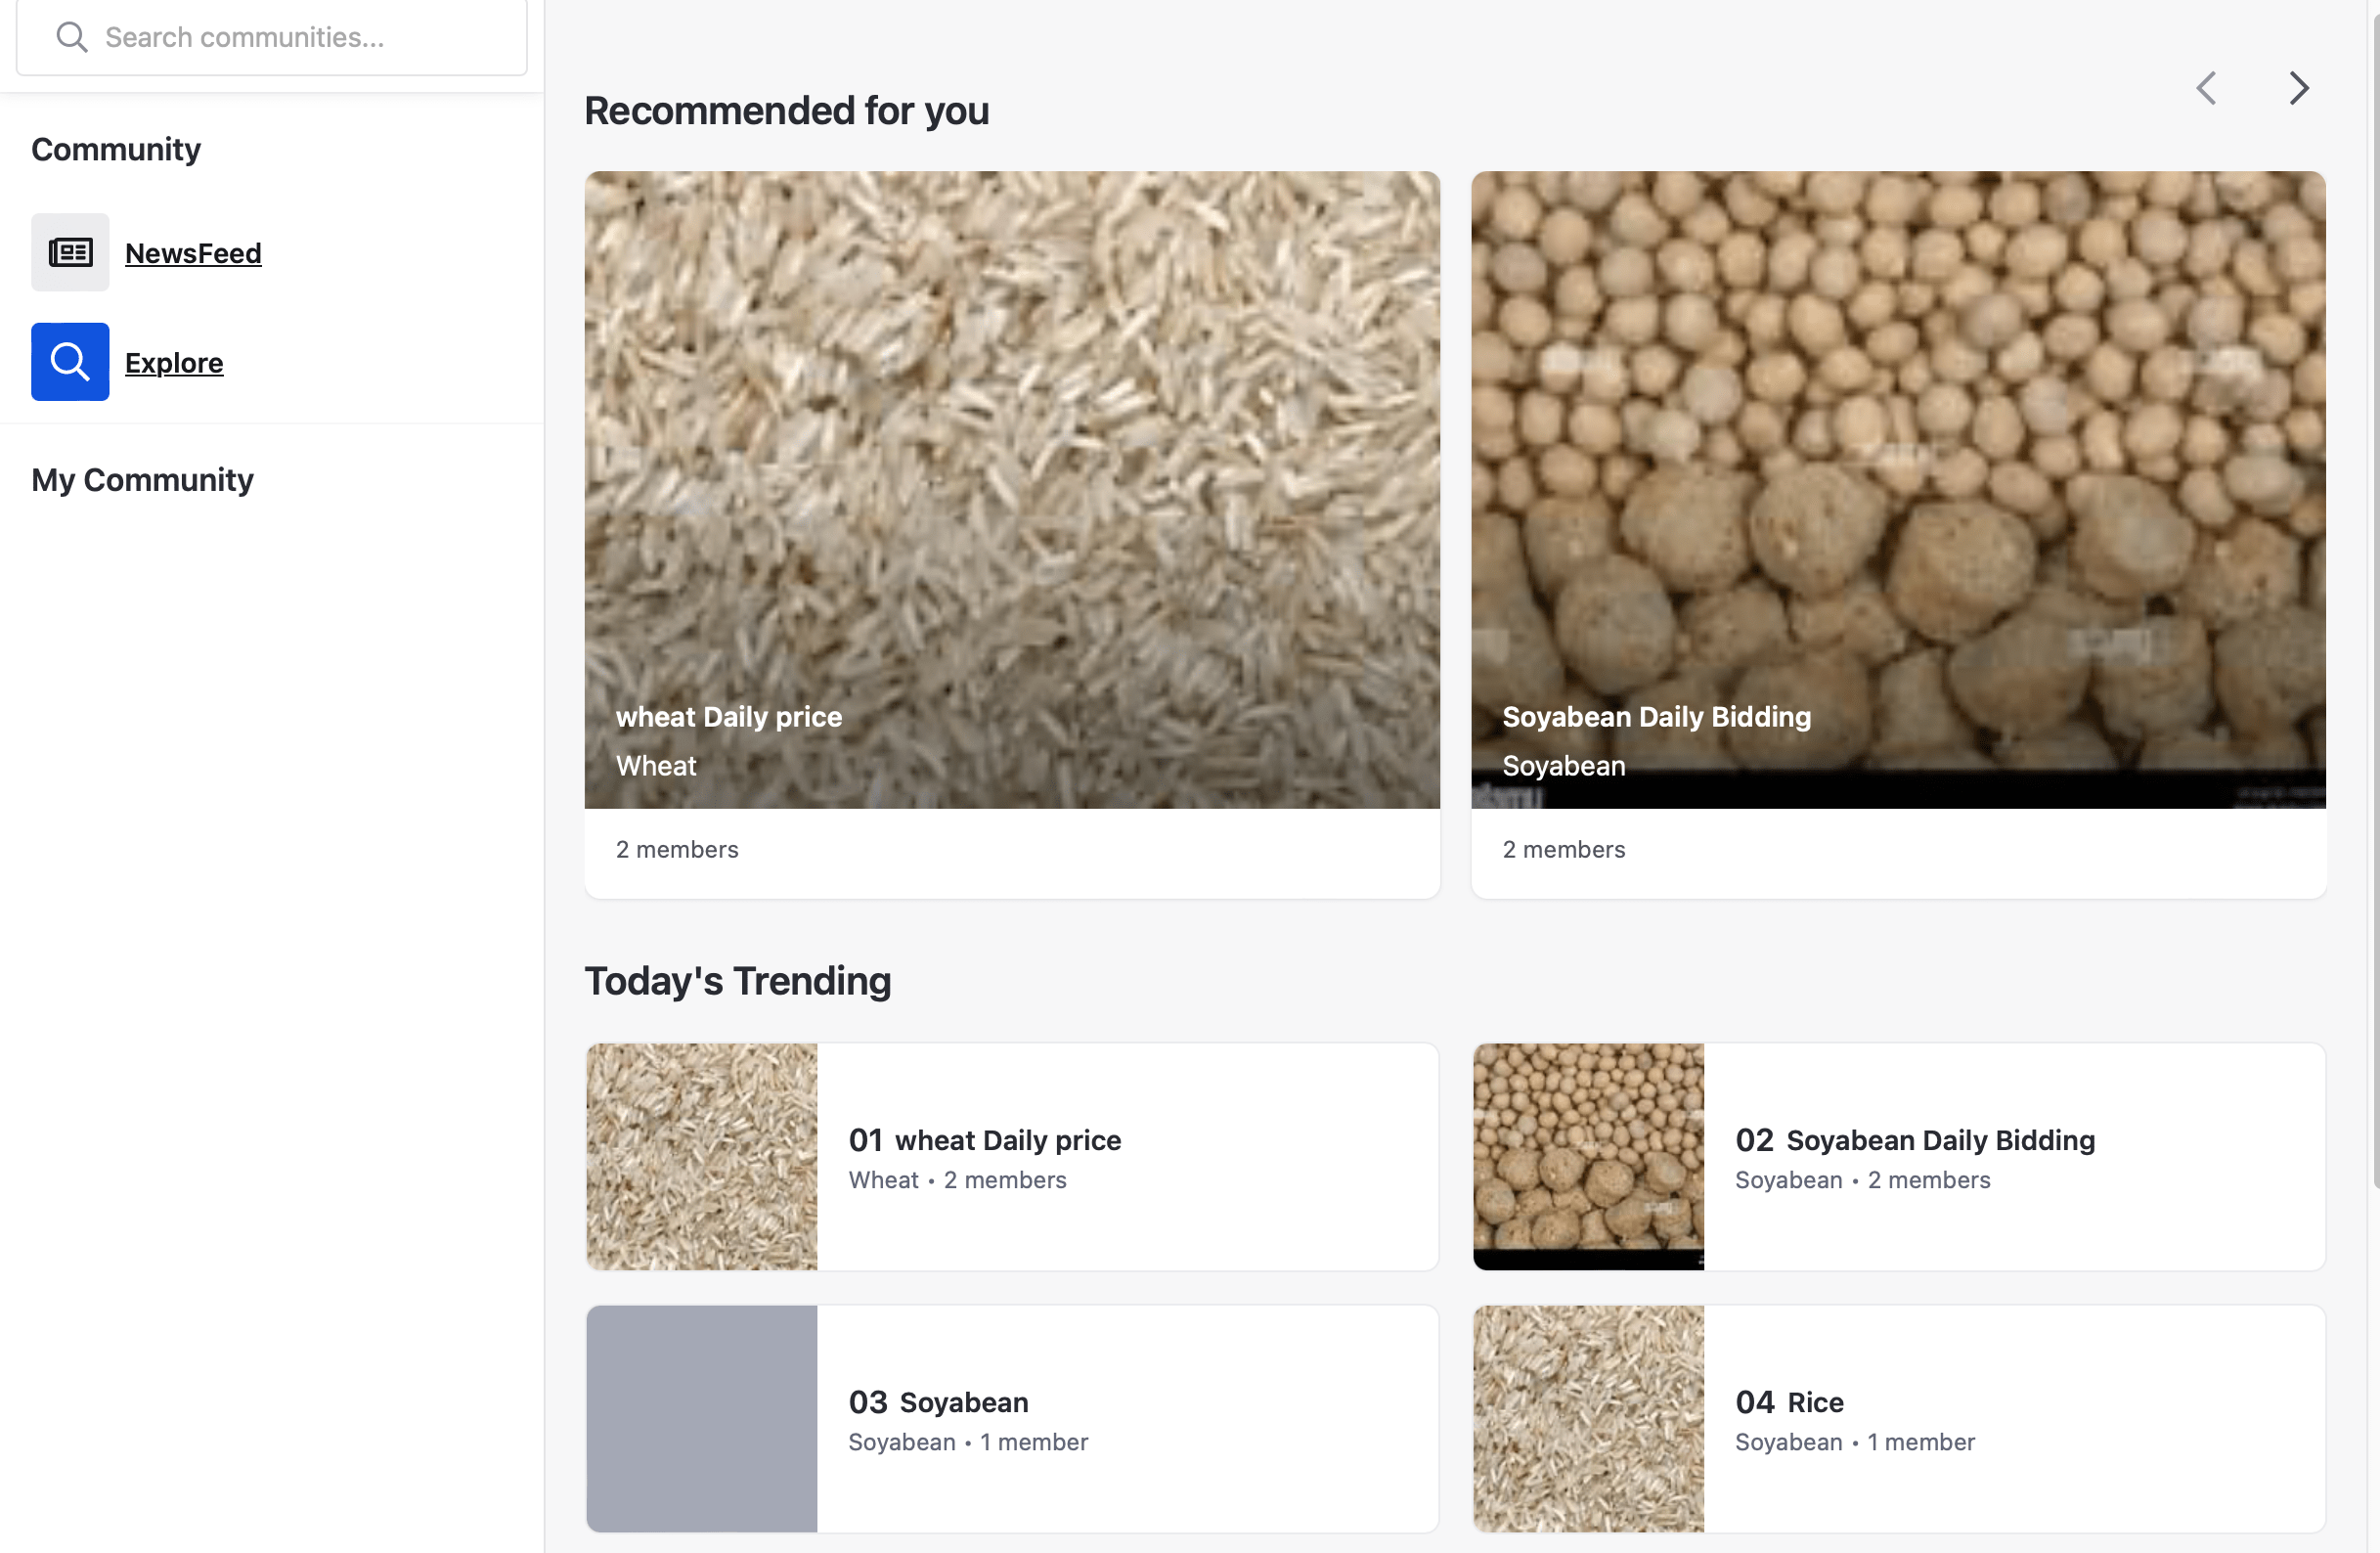 Search communities...
Community
NewsFeed
Explore
My Community
Recommended for you
wheat Daily price
Wheat
2 members
Soyabean Daily Bidding
Soyabean
2 members
Today's Trending
01 wheat Daily price
Wheat • 2 members
02 Soyabean Daily Bidding
Soyabean • 2 members
03 Soyabean
Soyabean • 1 member
04 Rice
Soyabean • 1 member